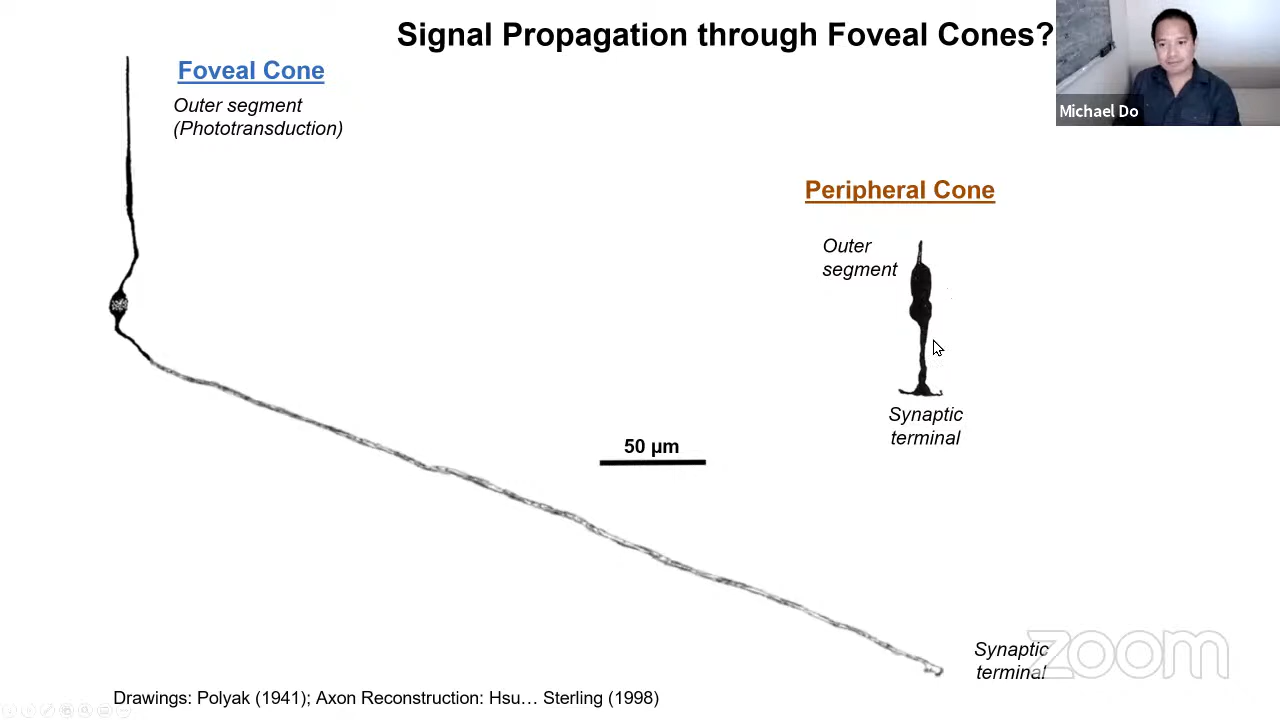 Signal Propagation through Foveal Cones?
Michael Do
Foveal Cone
Outer segment
(Phototransduction)
Peripheral Cone
Outer
segment
Synaptic
terminal
50 µm
Synaptic
terminal
zoom
Drawings: Polyak (1941); Axon Reconstruction: Hsu… Sterling (1998)